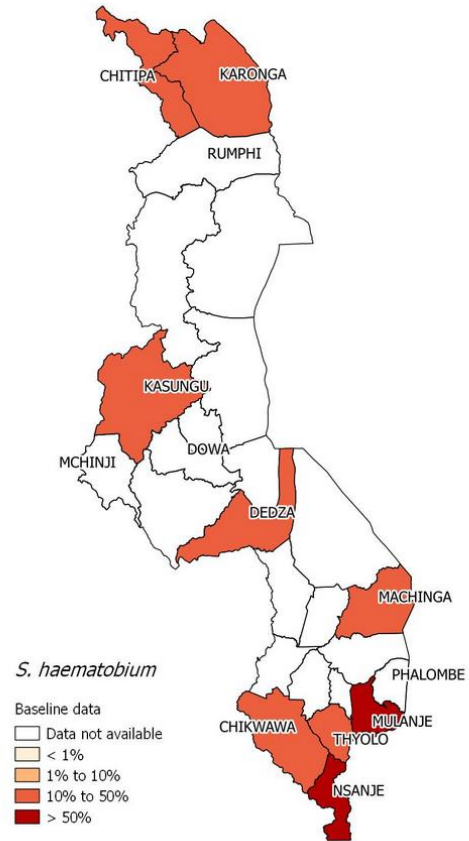 CHITIPA
KARONGA
RUMPHI
KASUNGU
DOWA
MCHINJI
DEDZA
MACHINGA
PHALOMBE
MULANJE
CHIKWAWA
THYOLO
NSANJE
S. haematobium
Baseline data
Data not available
< 1%
1% to 10%
10% to 50%
> 50%